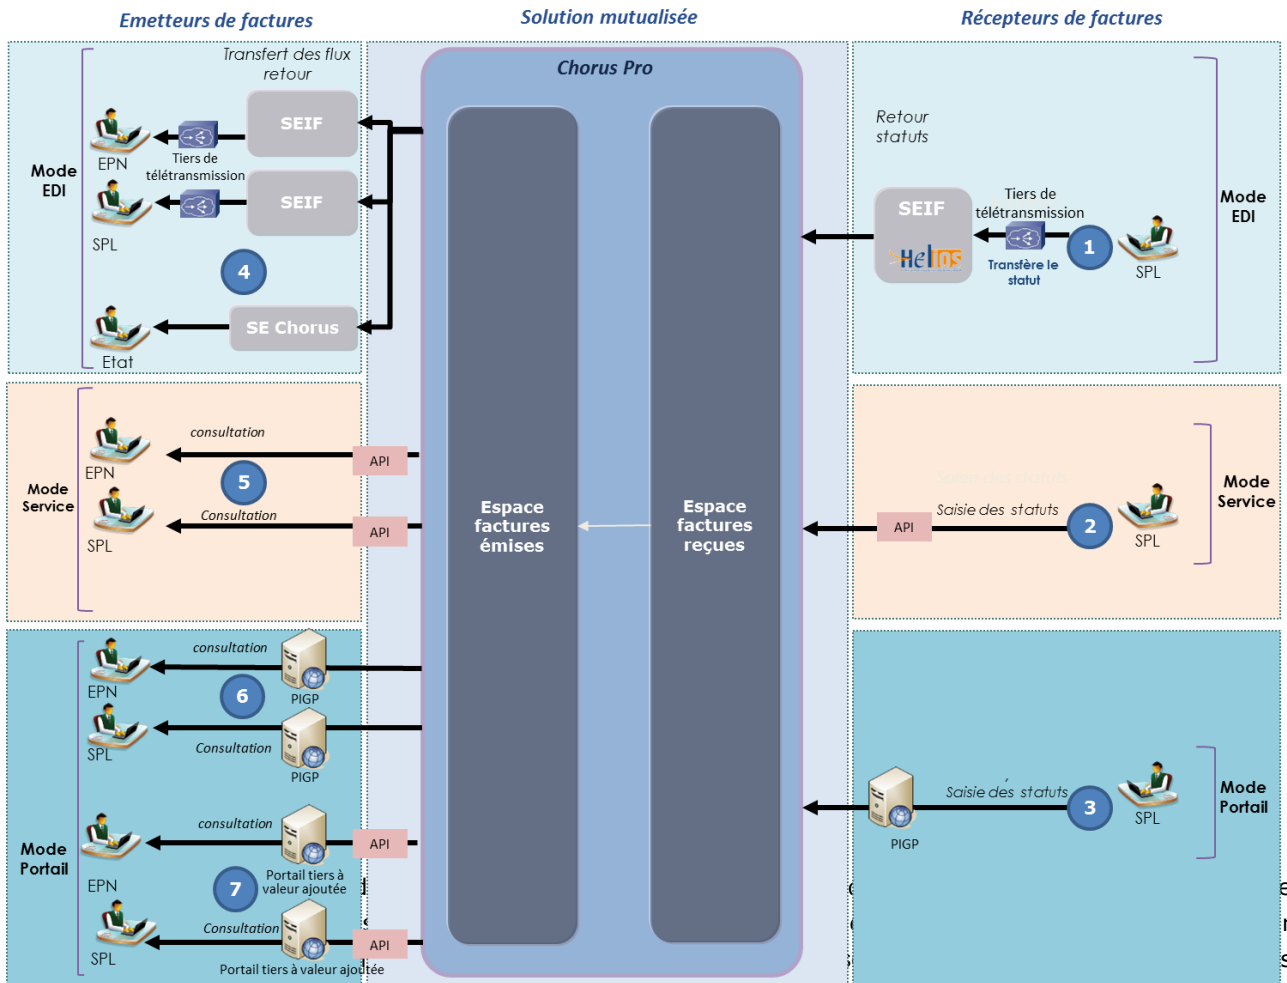 Emetteurs de factures
Solution mutualisée
Récepteurs de factures
Transfert des flux
retour
SEIF
EPN
Tiers de
télétransmission
Mode
EDI
SEIF
SPL
4
SE Chorus
Etat
Chorus Pro
Espace
factures
émises
Espace
factures
reçues
Retour
statuts
SEIF
Helios
Tiers de
télétransmission
Transfère le
statut
1
SPL
Mode
EDI
consultation
API
EPN
5
Mode
Service
Consultation
API
SPL
API
Saisie des statuts
2
SPL
Mode
Service
consultation
EPN
6
PIGP
SPL
Consultation
PIGP
Mode
Portail
consultation
API
EPN
7
Portail tiers à
valeur ajoutée
Consultation
API
SPL
Portail tiers à valeur ajoutée
PIGP
Saisie des statuts
3
SPL
Mode
Portail